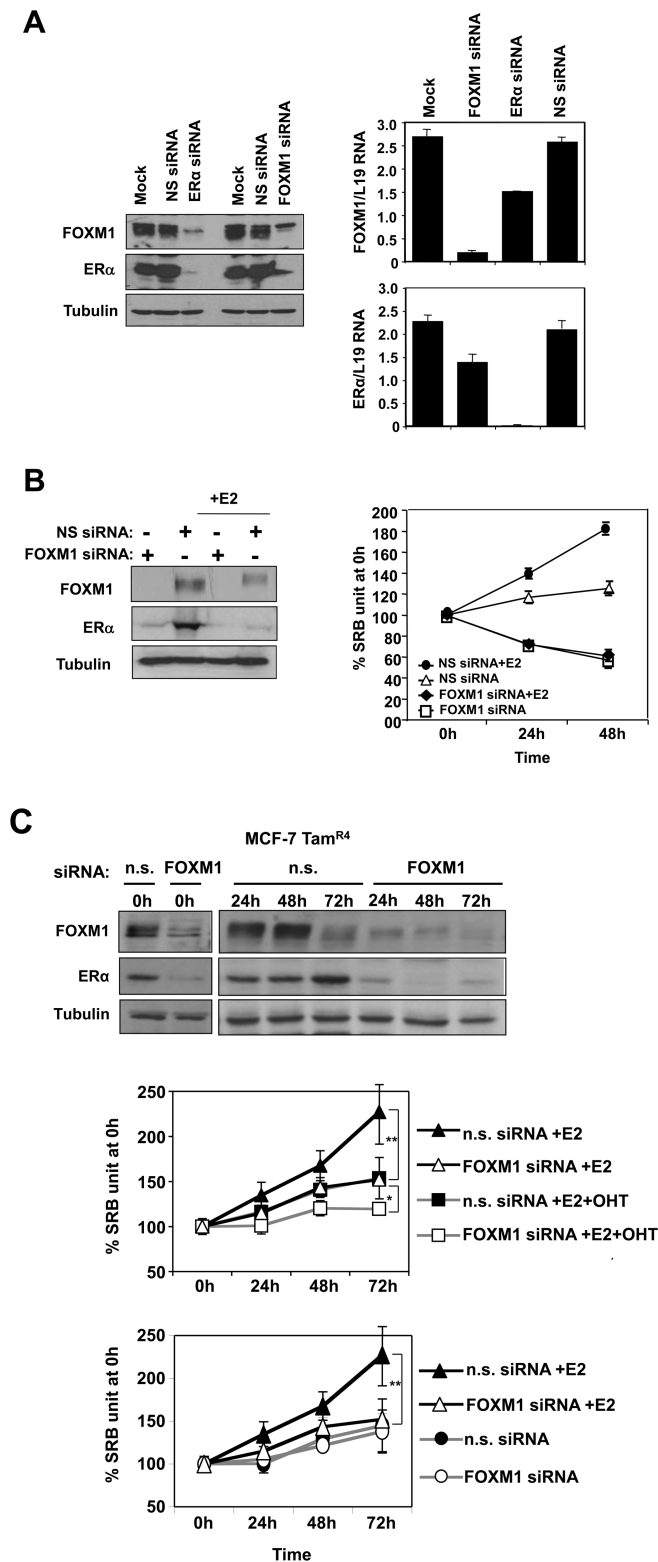 A
Mock
NS siRNA
ERα siRNA
Mock
NS siRNA
FOXM1 siRNA
FOXM1
ERα
Tubulin
Mock
FOXM1 siRNA
ERα siRNA
NS siRNA
FOXM1/L19 RNA
3.0
2.5
2.0
1.5
1.0
0.5
0
ERα/L19 RNA
3.0
2.5
2.0
1.5
1.0
0.5
0
B
+E2
NS siRNA: - + - +
FOXM1 siRNA: + - + -
FOXM1
ERα
Tubulin
% SRB unit at 0h
200
180
160
140
120
100
80
60
40
20
00
NS siRNA+E2
NS siRNA
FOXM1 siRNA+E2
FOXM1 siRNA
0h 24h 48h
Time
C
MCF-7 TamR4
siRNA: n.s. FOXM1 n.s. FOXM1
0h 0h 24h 48h 72h 24h 48h 72h
FOXM1
ERα
Tubulin
% SRB unit at 0h
250
200
150
100
50
**
*
0h 24h 48h 72h
n.s. siRNA +E2
FOXM1 siRNA +E2
n.s. siRNA +E2+OHT
FOXM1 siRNA +E2+OHT
% SRB unit at 0h
250
200
150
100
50
**
0h 24h 48h 72h
Time
n.s. siRNA +E2
FOXM1 siRNA +E2
n.s. siRNA
FOXM1 siRNA